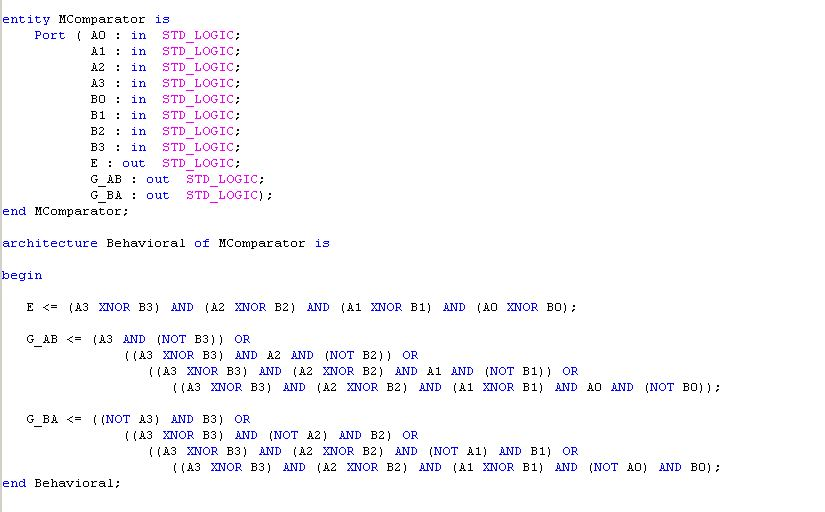 entity MComparator is
Port ( A0 : in STD_LOGIC;
A1 : in STD_LOGIC;
A2 : in STD_LOGIC;
A3 : in STD_LOGIC;
B0 : in STD_LOGIC;
B1 : in STD_LOGIC;
B2 : in STD_LOGIC;
B3 : in STD_LOGIC;
E : out STD_LOGIC;
G_AB : out STD_LOGIC;
G_BA : out STD_LOGIC);
end MComparator;
architecture Behavioral of MComparator is
begin
E <= (A3 XNOR B3) AND (A2 XNOR B2) AND (A1 XNOR B1) AND (A0 XNOR B0);
G_AB <= (A3 AND (NOT B3)) OR
((A3 XNOR B3) AND A2 AND (NOT B2)) OR
((A3 XNOR B3) AND (A2 XNOR B2) AND A1 AND (NOT B1)) OR
((A3 XNOR B3) AND (A2 XNOR B2) AND (A1 XNOR B1) AND A0 AND (NOT B0));
G_BA <= ((NOT A3) AND B3) OR
((A3 XNOR B3) AND (NOT A2) AND B2) OR
((A3 XNOR B3) AND (A2 XNOR B2) AND (NOT A1) AND B1) OR
((A3 XNOR B3) AND (A2 XNOR B2) AND (A1 XNOR B1) AND (NOT A0) AND B0);
end Behavioral;